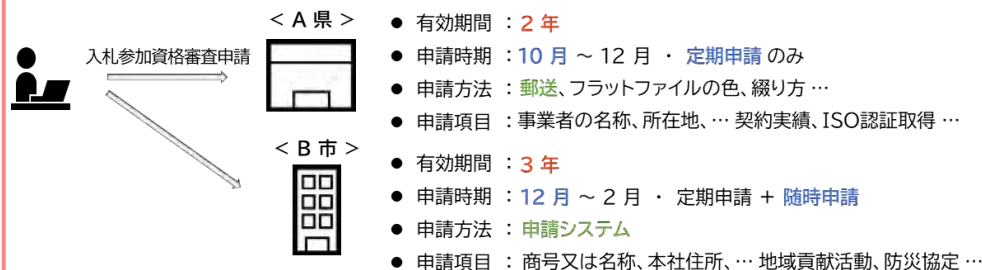 入札参加資格審査申請
< A 県 >
● 有効期間 : 2 年
● 申請時期 : 10 月 ~ 12 月 ・ 定期申請 のみ
● 申請方法 : 郵送、フラットファイルの色、綴り方 …
● 申請項目 : 事業者の名称、所在地、… 契約実績、ISO認証取得 …
< B 市 >
● 有効期間 : 3 年
● 申請時期 : 12 月 ~ 2 月 ・ 定期申請 + 随時申請
● 申請方法 : 申請システム
● 申請項目 : 商号又は名称、本社住所、… 地域貢献活動、防災協定 …